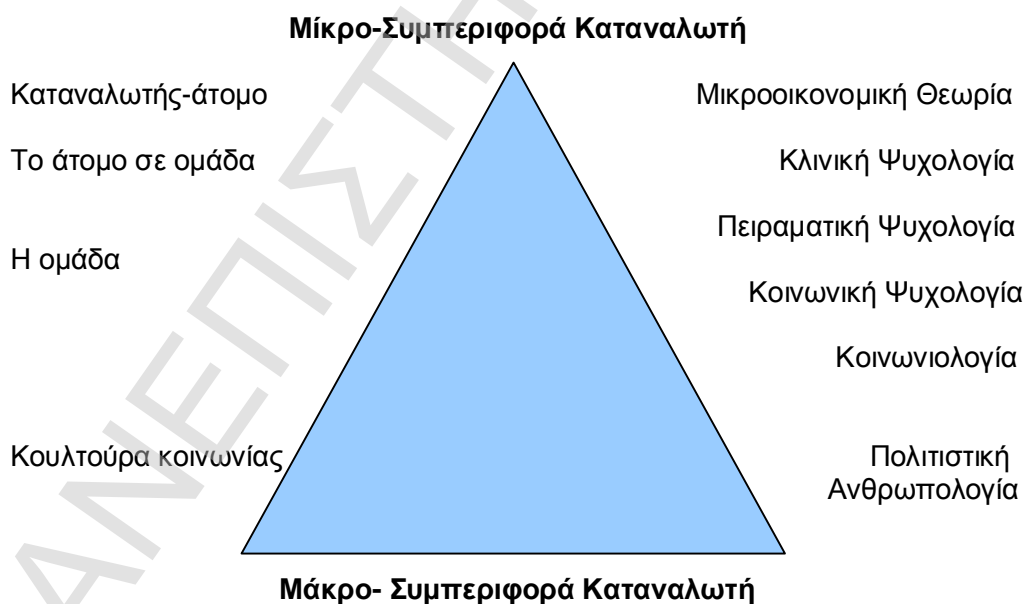 Μίκρο-Συμπεριφορά Καταναλωτή
Καταναλωτής-άτομο
Μικροοικονομική Θεωρία
Το άτομο σε ομάδα
Κλινική Ψυχολογία
Πειραματική Ψυχολογία
Η ομάδα
Κοινωνική Ψυχολογία
Κοινωνιολογία
Κουλτούρα κοινωνίας
Πολιτιστική
Ανθρωπολογία
Μάκρο- Συμπεριφορά Καταναλωτή